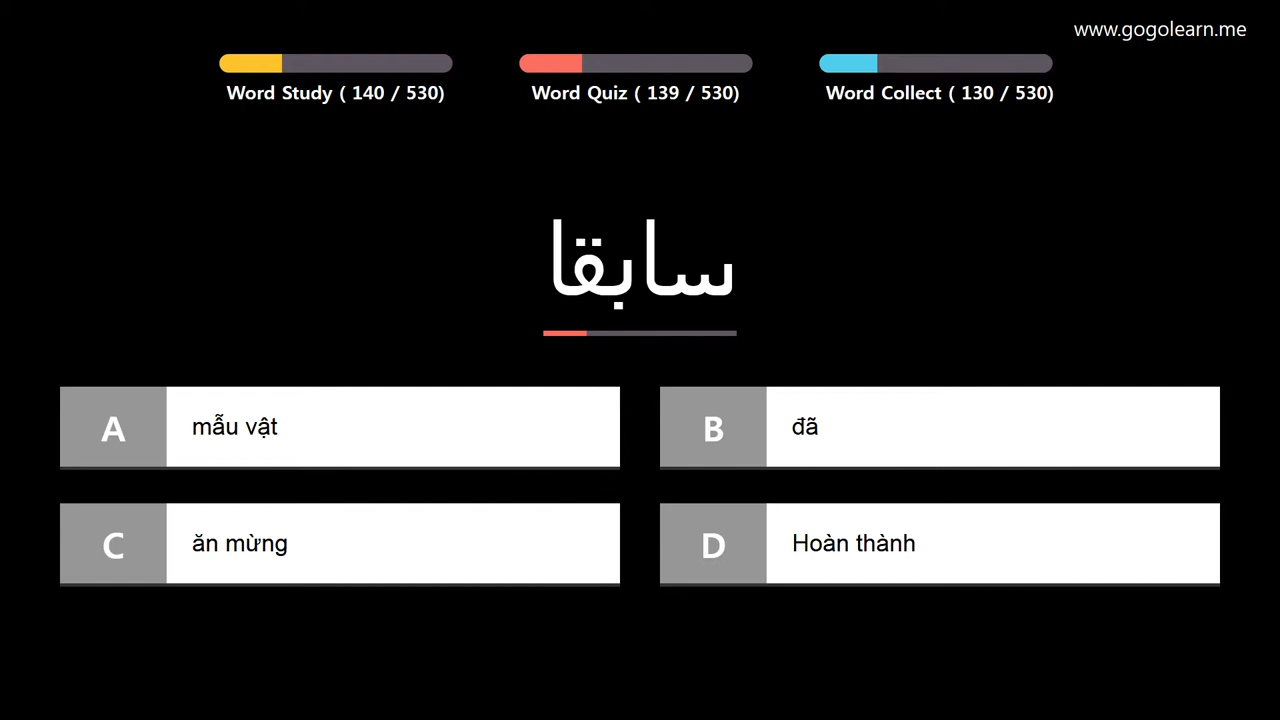 www.gogolearn.me
Word Study ( 140 / 530)
Word Quiz ( 139 / 530)
Word Collect ( 130 / 530)
سابقا
A
mẫu vật
B
đã
C
ăn mừng
D
Hoàn thành